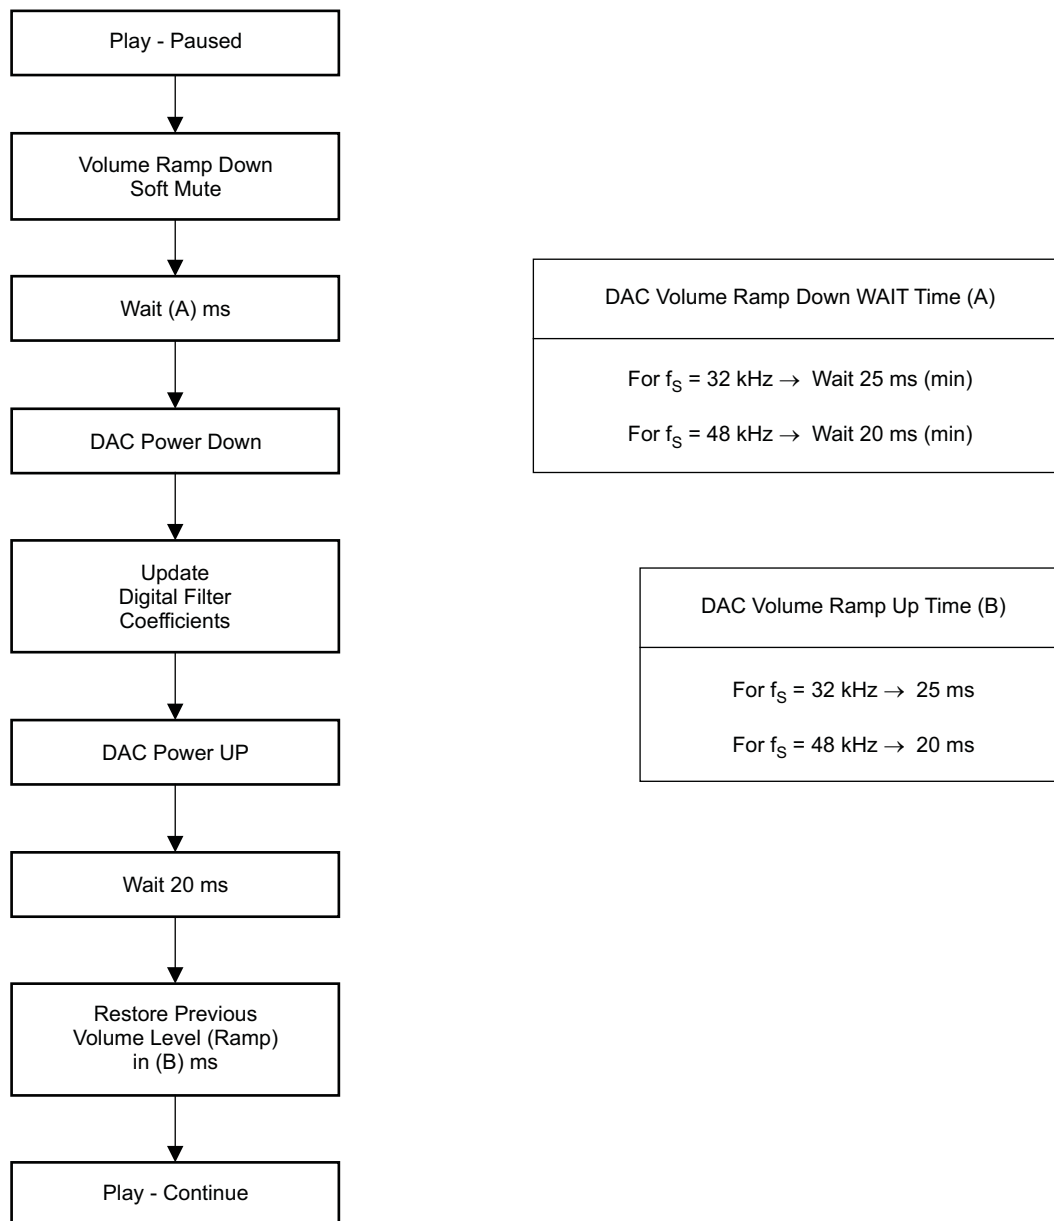 Play - Paused
Volume Ramp Down
Soft Mute
Wait (A) ms
DAC Power Down
Update
Digital Filter
Coefficients
DAC Power UP
Wait 20 ms
Restore Previous
Volume Level (Ramp)
in (B) ms
Play - Continue
DAC Volume Ramp Down WAIT Time (A)
For fS = 32 kHz → Wait 25 ms (min)
For fS = 48 kHz → Wait 20 ms (min)
DAC Volume Ramp Up Time (B)
For fS = 32 kHz → 25 ms
For fS = 48 kHz → 20 ms